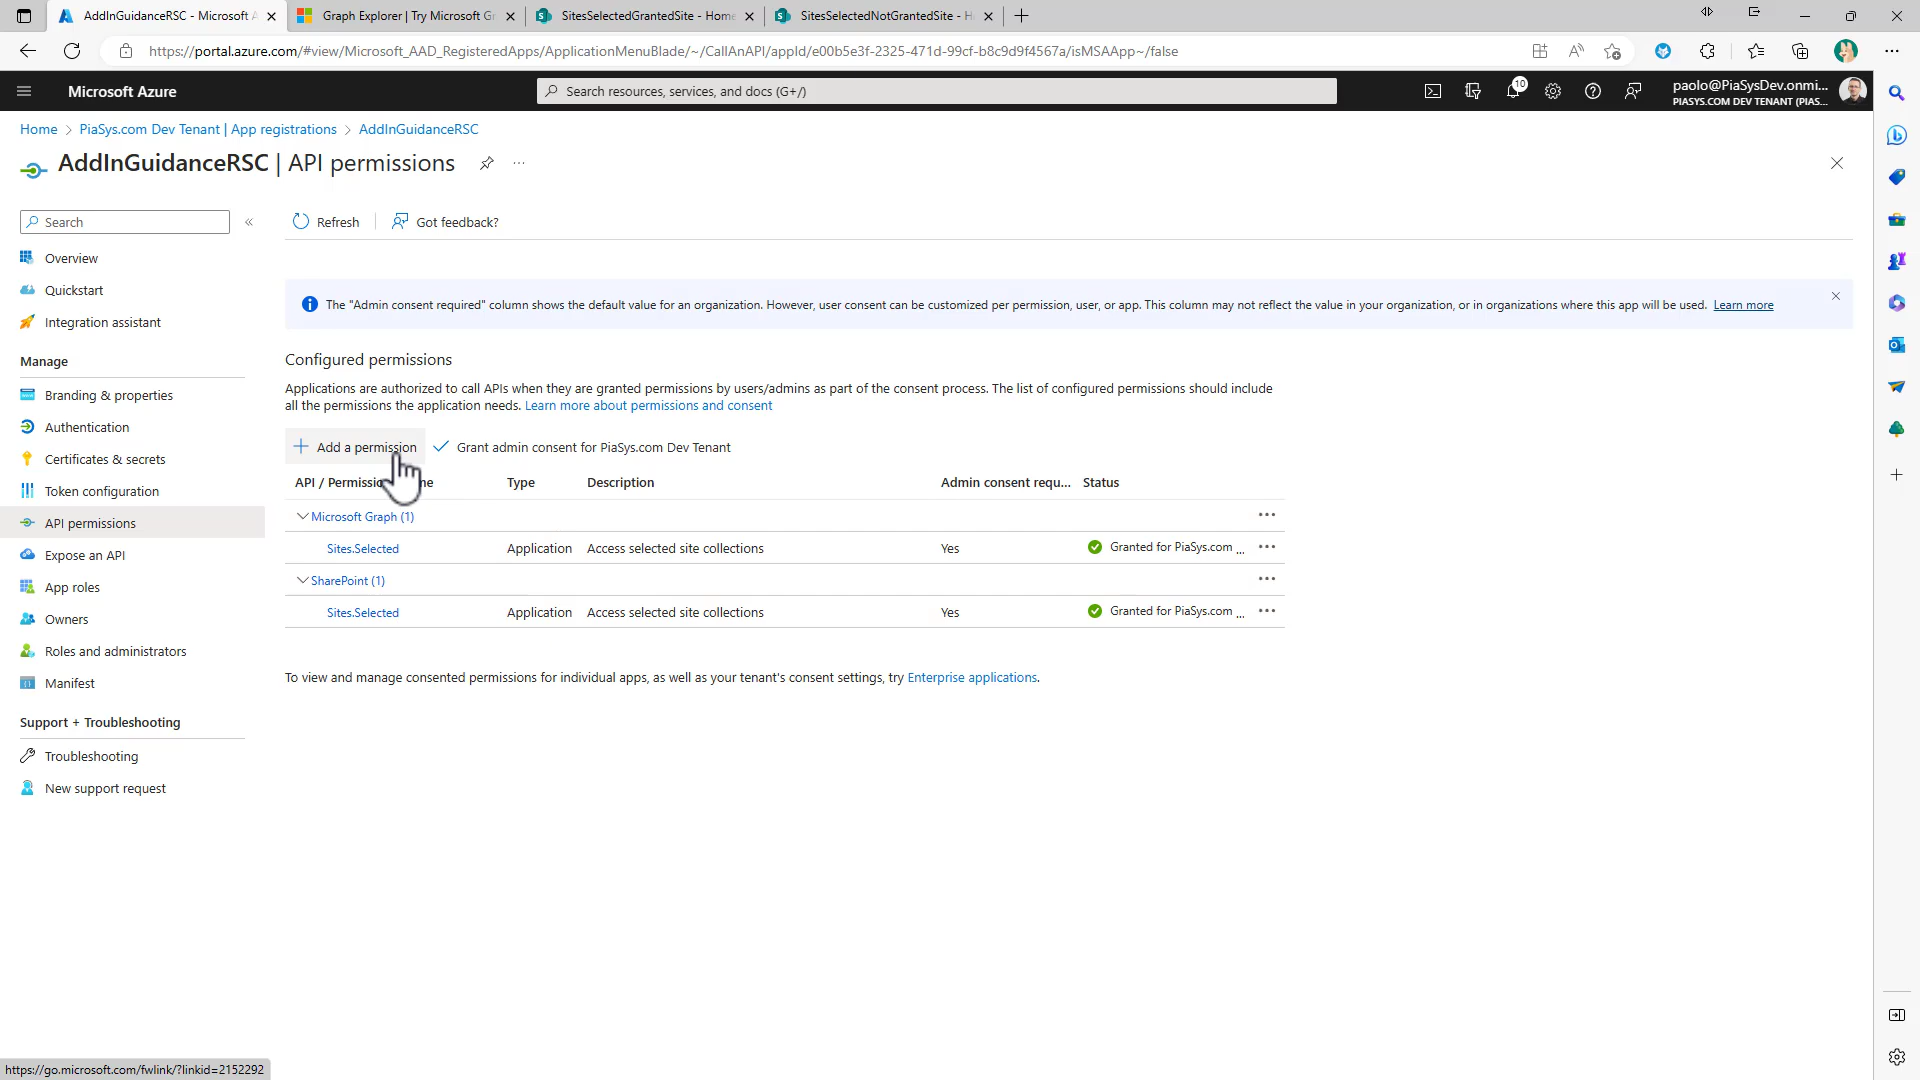 AddInGuidanceRSC - Microsoft A
Graph Explorer | Try Microsoft Gr
SitesSelectedGrantedSite - Home
SitesSelectedNotGrantedSite - H
https://portal.azure.com/#view/Microsoft_AAD_RegisteredApps/ApplicationMenuBlade/~/CallAnAPI/appId/e00b5e3f-2325-471d-99cf-b8c9d9f4567a/isMSAApp~/false
Microsoft Azure
Search resources, services, and docs (G+/)
10
paolo@PiaSysDev.onmi...
PIASYS.COM DEV TENANT (PIAS...
Home > PiaSys.com Dev Tenant | App registrations > AddInGuidanceRSC
AddInGuidanceRSC | API permissions
Search
Refresh
Got feedback?
Overview
Quickstart
Integration assistant
Manage
Branding & properties
Authentication
Certificates & secrets
Token configuration
API permissions
Expose an API
App roles
Owners
Roles and administrators
Manifest
Support + Troubleshooting
Troubleshooting
New support request
The "Admin consent required" column shows the default value for an organization. However, user consent can be customized per permission, user, or app. This column may not reflect the value in your organization, or in organizations where this app will be used. Learn more
Configured permissions
Applications are authorized to call APIs when they are granted permissions by users/admins as part of the consent process. The list of configured permissions should include
all the permissions the application needs. Learn more about permissions and consent
Add a permission
Grant admin consent for PiaSys.com Dev Tenant
API / Permissi ne Type Description Admin consent requ... Status
Microsoft Graph (1)
Sites.Selected Application Access selected site collections Yes Granted for PiaSys.com ...
SharePoint (1)
Sites.Selected Application Access selected site collections Yes Granted for PiaSys.com ...
To view and manage consented permissions for individual apps, as well as your tenant's consent settings, try Enterprise applications.
https://go.microsoft.com/fwlink/?linkid=2152292